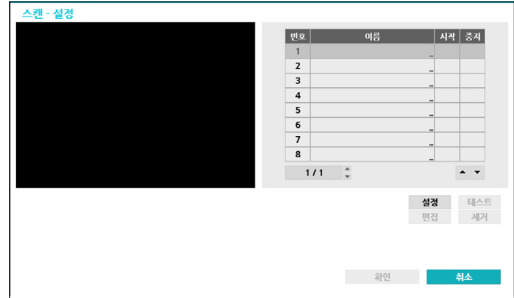 스캔 - 설정
번호 이름 시작 중지
1 ...
2 ...
3 ...
4 ...
5 ...
6 ...
7 ...
8 ...
1 / 1
설정 테스트
편집 제거
확인 취소